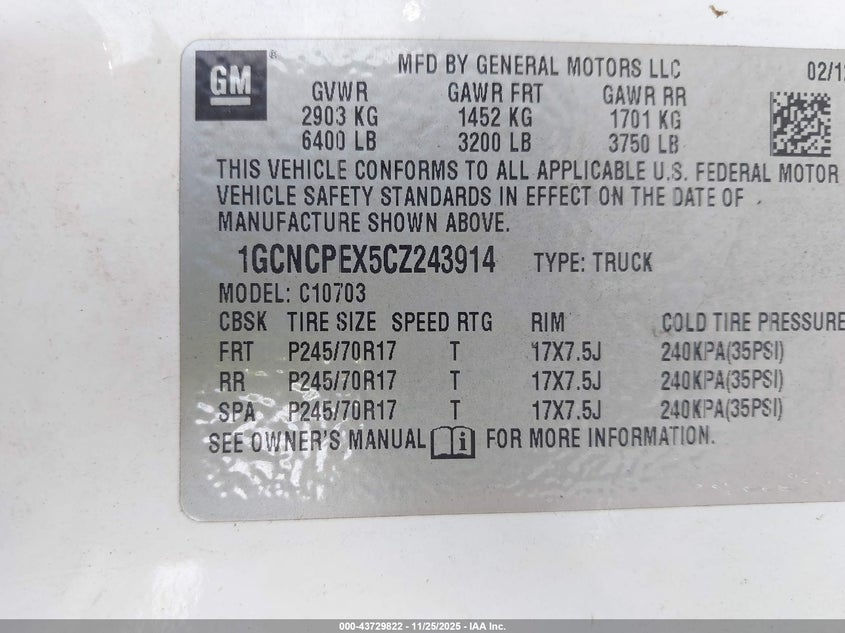 GM ®
MFD BY GENERAL MOTORS LLC 02/12
GVWR GAWR FRT GAWR RR
2903 KG 1452 KG 1701 KG
6400 LB 3200 LB 3750 LB
THIS VEHICLE CONFORMS TO ALL APPLICABLE U.S. FEDERAL MOTOR
VEHICLE SAFETY STANDARDS IN EFFECT ON THE DATE OF
MANUFACTURE SHOWN ABOVE.
1GCNCPEX5CZ243914 TYPE: TRUCK
MODEL: C10703
CBSK TIRE SIZE SPEED RTG RIM COLD TIRE PRESSURE
FRT P245/70R17 T 17X7.5J 240KPA(35PSI)
RR P245/70R17 T 17X7.5J 240KPA(35PSI)
SPA P245/70R17 T 17X7.5J 240KPA(35PSI)
SEE OWNER'S MANUAL i FOR MORE INFORMATION.
000-43729822 - 11/25/2025 - IAA Inc.